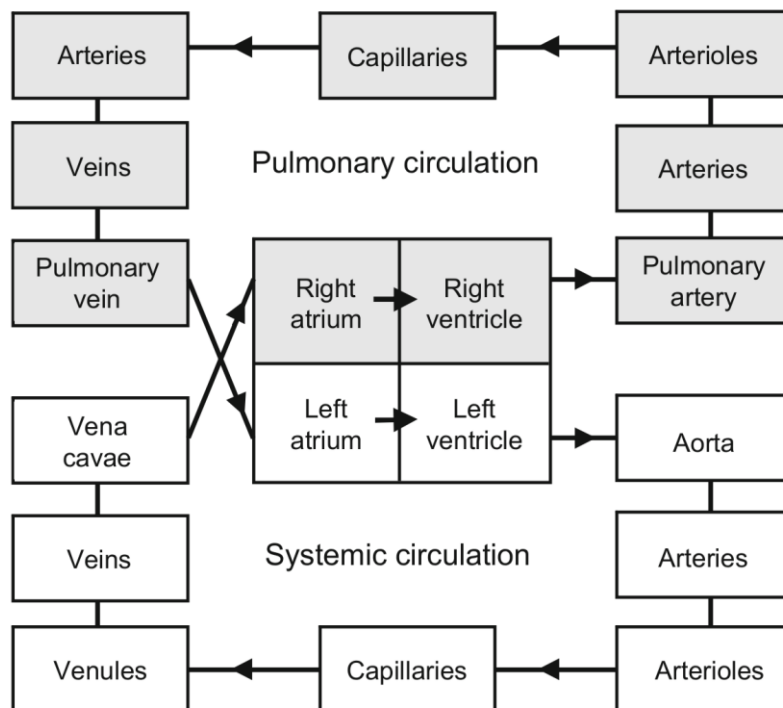 Arteries
Capillaries
Arterioles
Veins
Pulmonary circulation
Arteries
Pulmonary
vein
Right
atrium
Right
ventricle
Pulmonary
artery
Vena
cavae
Left
atrium
Left
ventricle
Aorta
Veins
Systemic circulation
Arteries
Venules
Capillaries
Arterioles